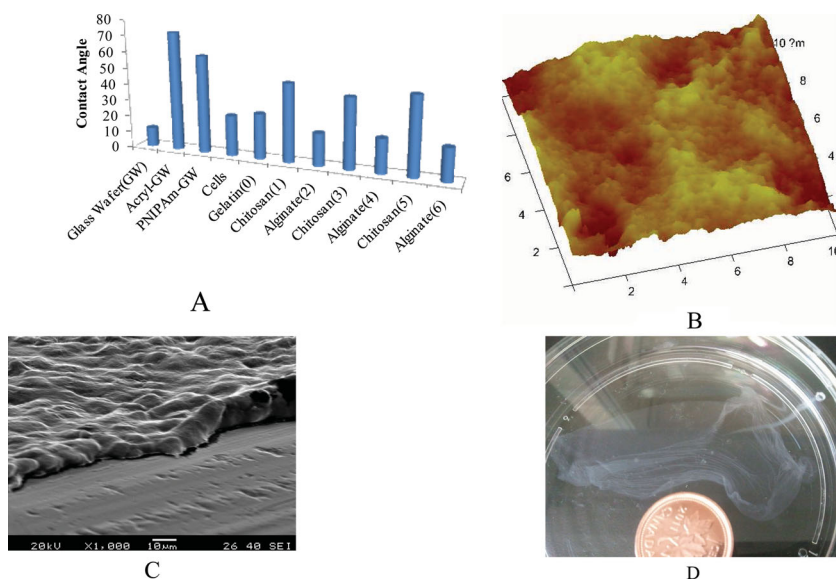 Contact Angle
80
70
60
50
40
30
20
10
0
Glass Wafer(GW)
Acryl-GW
PNIPAm-GW
Cells
Gelatin(0)
Chitosan(1)
Alginate(2)
Chitosan(3)
Alginate(4)
Chitosan(5)
Alginate(6)
A
10 ?m
8
6
4
2
6
4
2
2
4
6
8
10
B
20kV X1,000 10µm 26 40 SEI
C
D